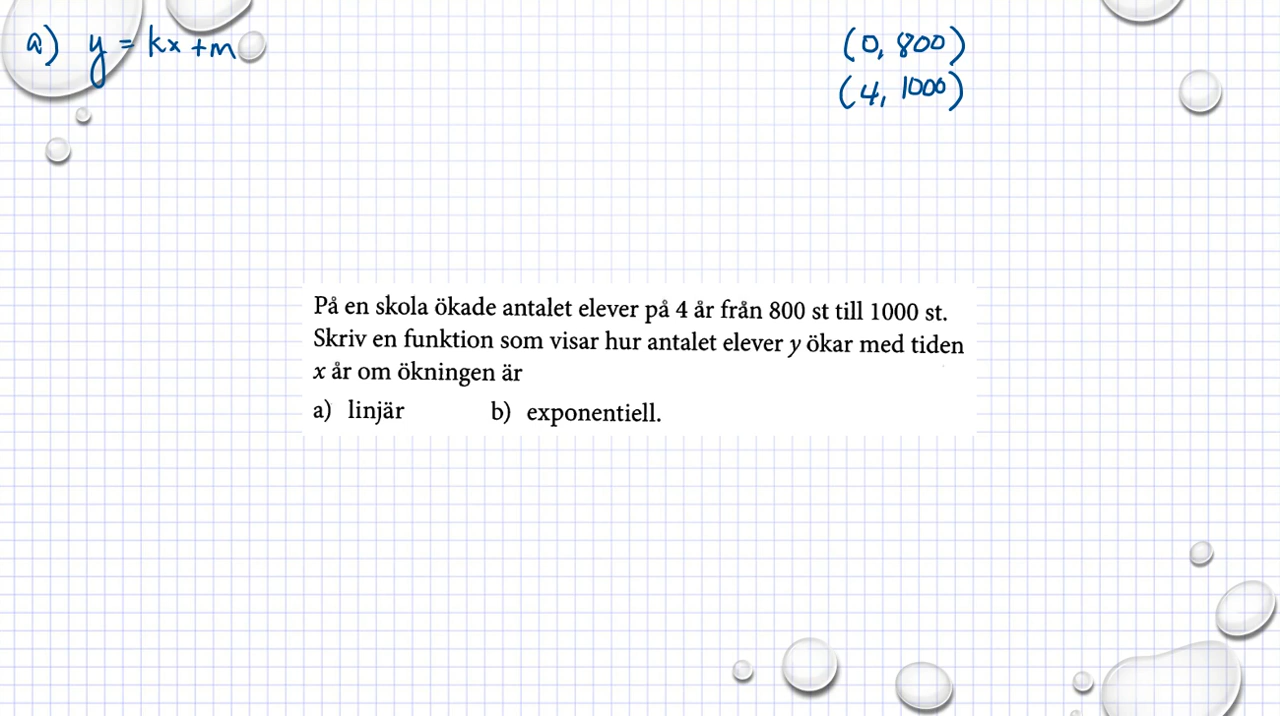 a) y = kx + m
(0, 800)
(4, 1000)
På en skola ökade antalet elever på 4 år från 800 st till 1000 st.
Skriv en funktion som visar hur antalet elever y ökar med tiden
x år om ökningen är
a) linjär b) exponentiell.